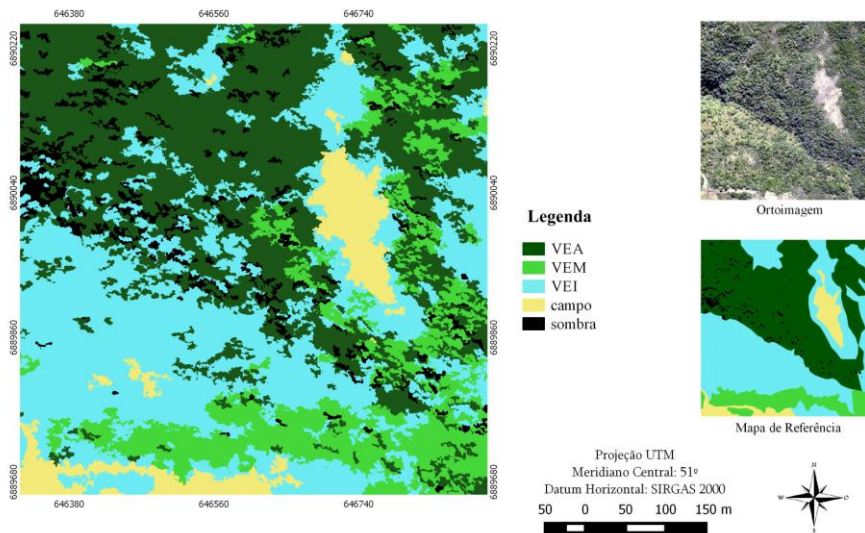 646380 646560 646740
6890220
6890040
6889860
6889680
6890220
6890040
6889860
6889680
646380 646560 646740
Legenda
VEA
VEM
VEI
campo
sombra
Ortoimagem
Mapa de Referência
Projeção UTM
Meridiano Central: 51º
Datum Horizontal: SIRGAS 2000
50 0 50 100 150 m
N
W O
S